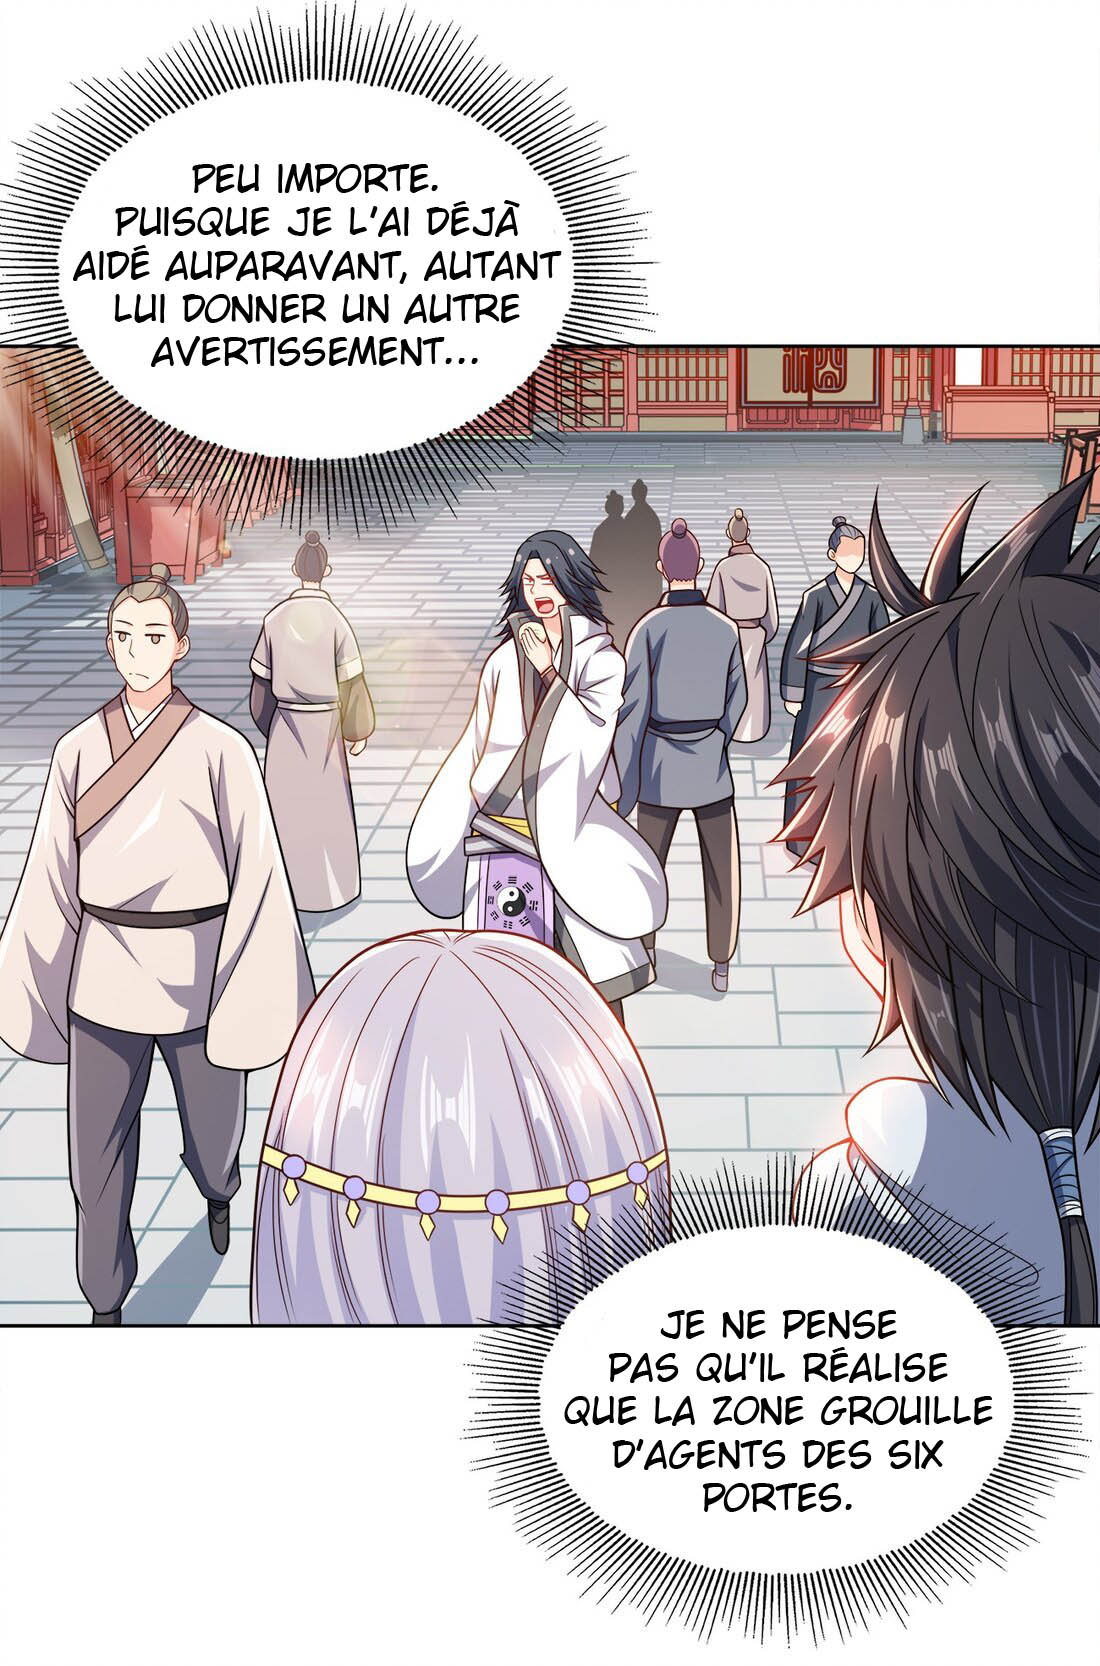 PEU IMPORTE.
PUISQUE JE L'AI DÉJÀ
AIDÉ AUPARAVANT, AUTANT
LUI DONNER UN AUTRE
AVERTISSEMENT...
JE NE PENSE
PAS QU'IL RÉALISE
QUE LA ZONE GROUILLE
D'AGENTS DES SIX
PORTES.